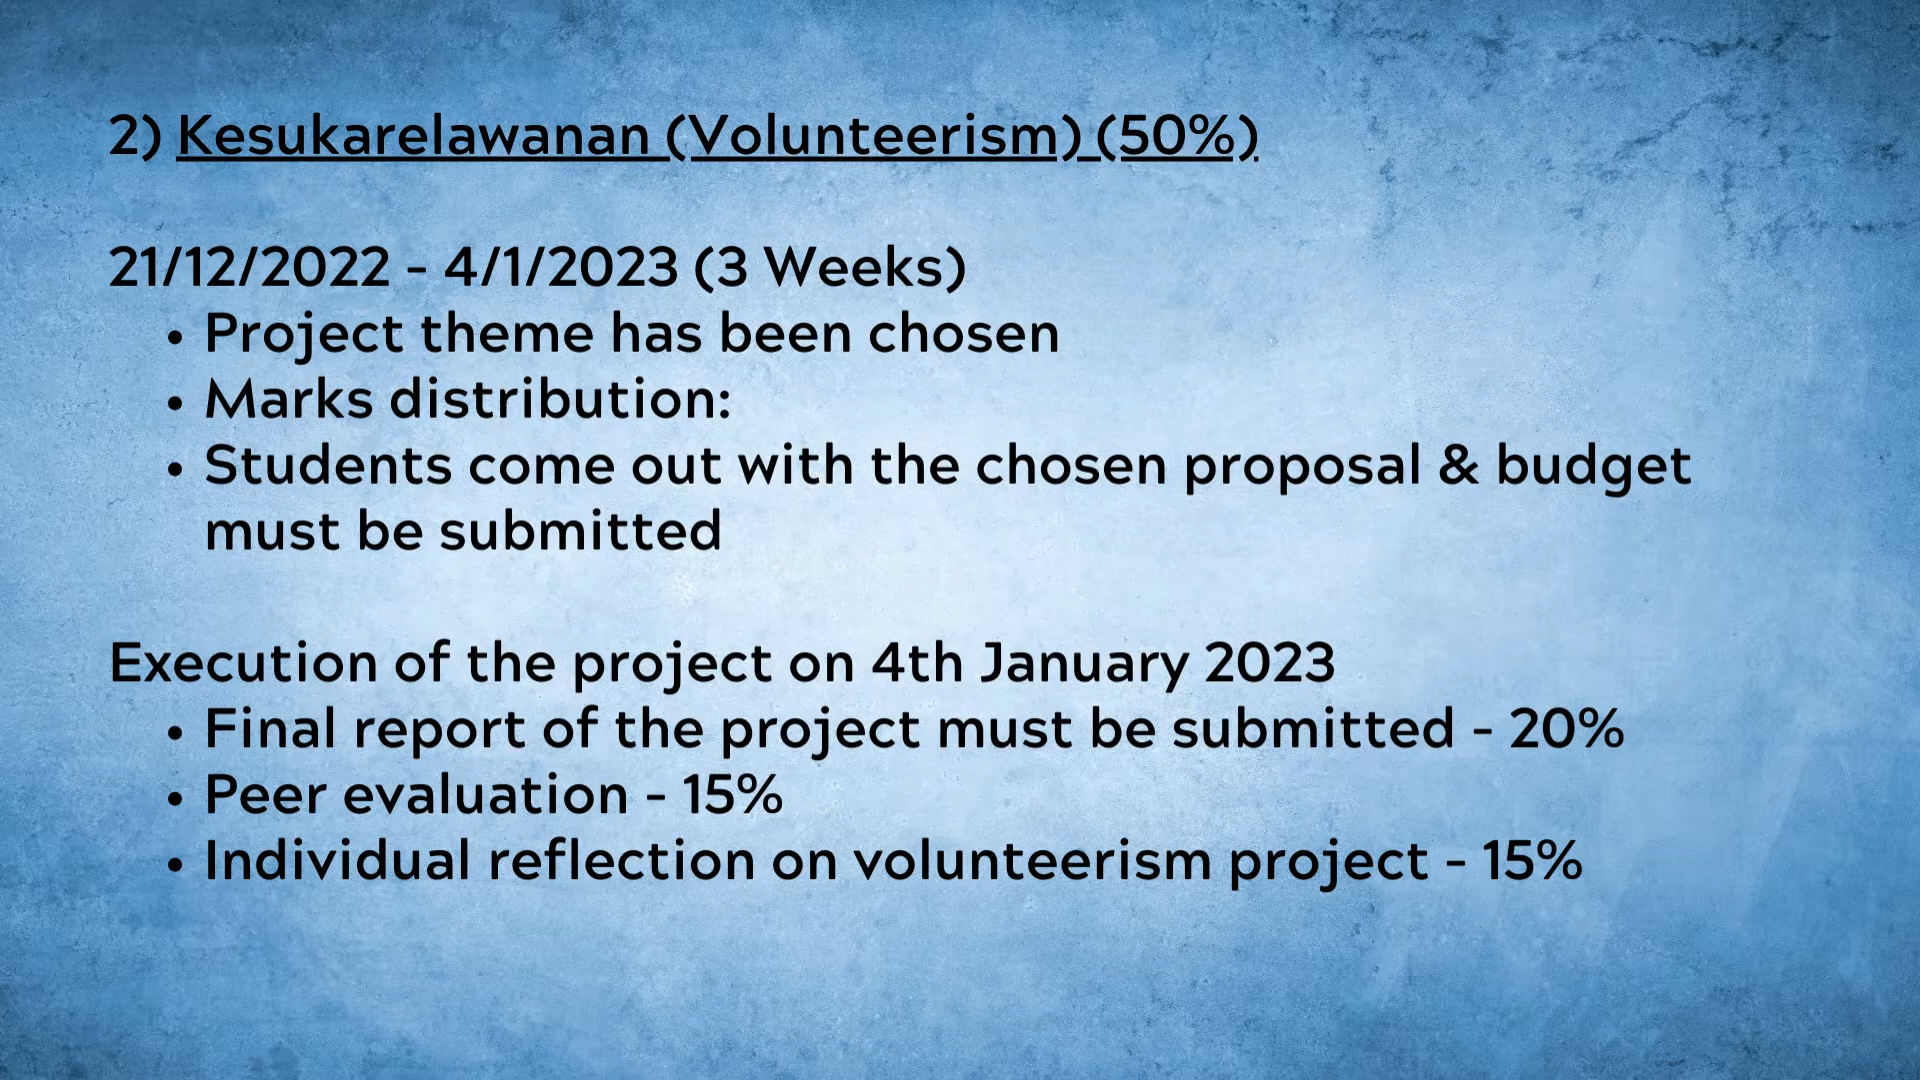 2) Kesukarelawanan (Volunteerism) (50%)
21/12/2022 - 4/1/2023 (3 Weeks)
• Project theme has been chosen
• Marks distribution:
• Students come out with the chosen proposal & budget
must be submitted
Execution of the project on 4th January 2023
• Final report of the project must be submitted - 20%
• Peer evaluation - 15%
• Individual reflection on volunteerism project - 15%